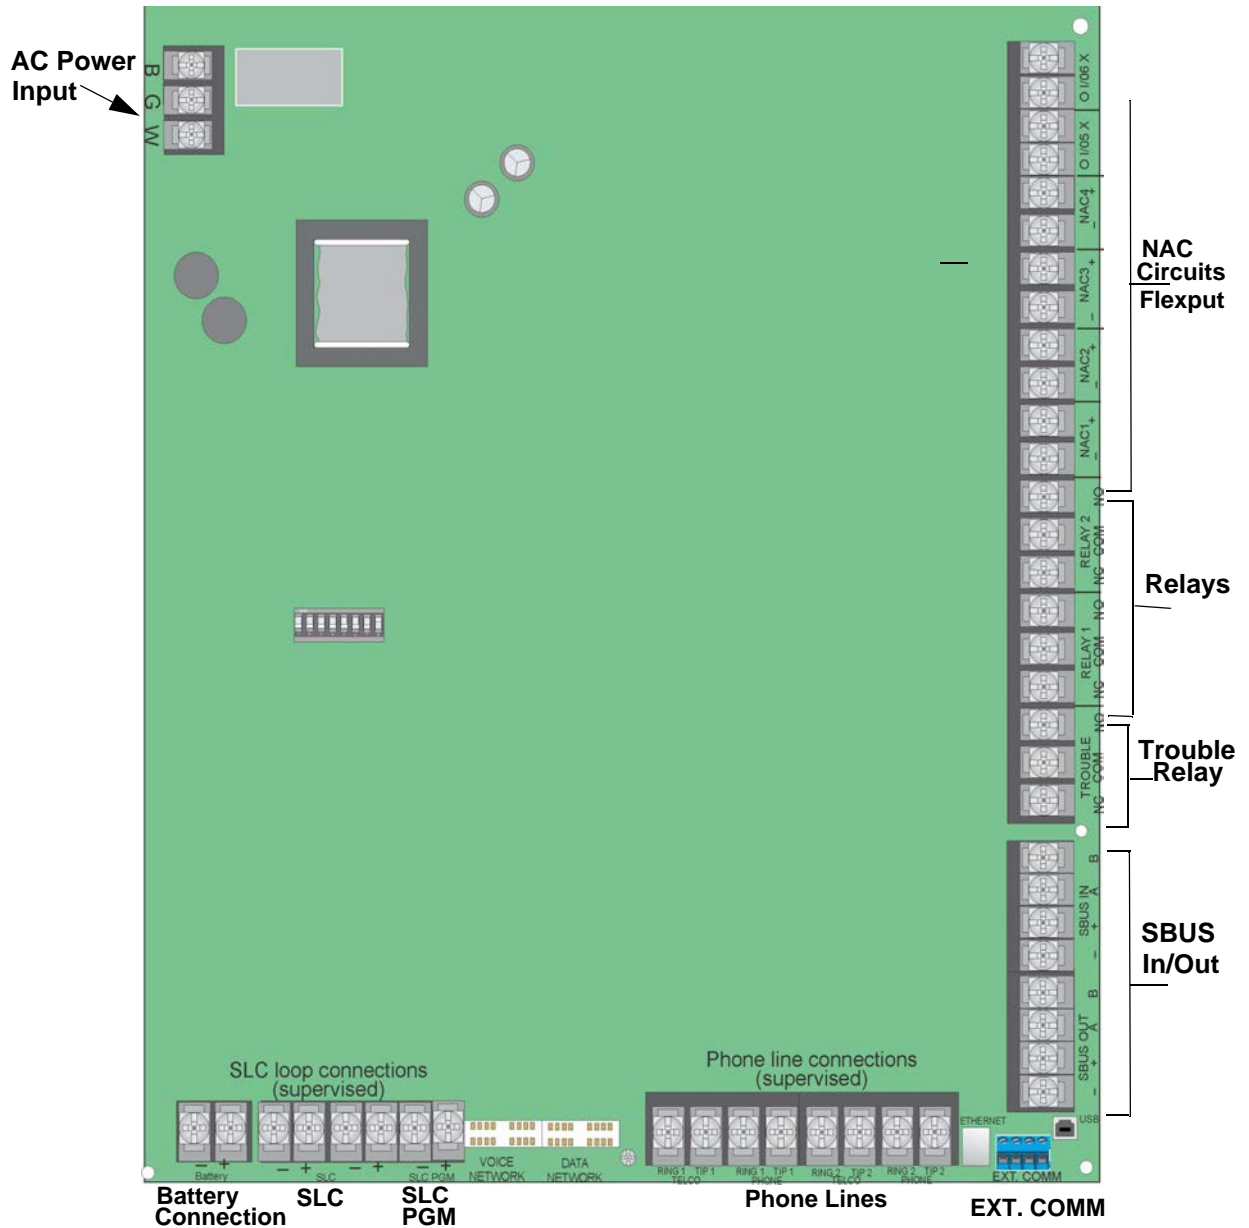 AC Power
Input
B
G
W
O I/06 X
O I/05 X
NAC4
- +
NAC3
- +
NAC2
- +
NAC1
- +
NAC
Circuits
Flexput
RELAY 2
NC COM NO
RELAY 1
NC COM NO
Relays
TROUBLE
NC COM NO
Trouble
Relay
SBUS IN
- + A B
SBUS OUT
- + A B
SBUS
In/Out
SLC loop connections
(supervised)
Phone line connections
(supervised)
ETHERNET
USB
- +
Battery
- + - +
SLC
- +
SLC PGM
VOICE
NETWORK
DATA
NETWORK
RING 1 TIP 1
TELCO
RING 1 TIP 1
PHONE
RING 2 TIP 2
TELCO
RING 2 TIP 2
PHONE
EXT. COMM
Battery
Connection
SLC
SLC
PGM
Phone Lines
EXT. COMM